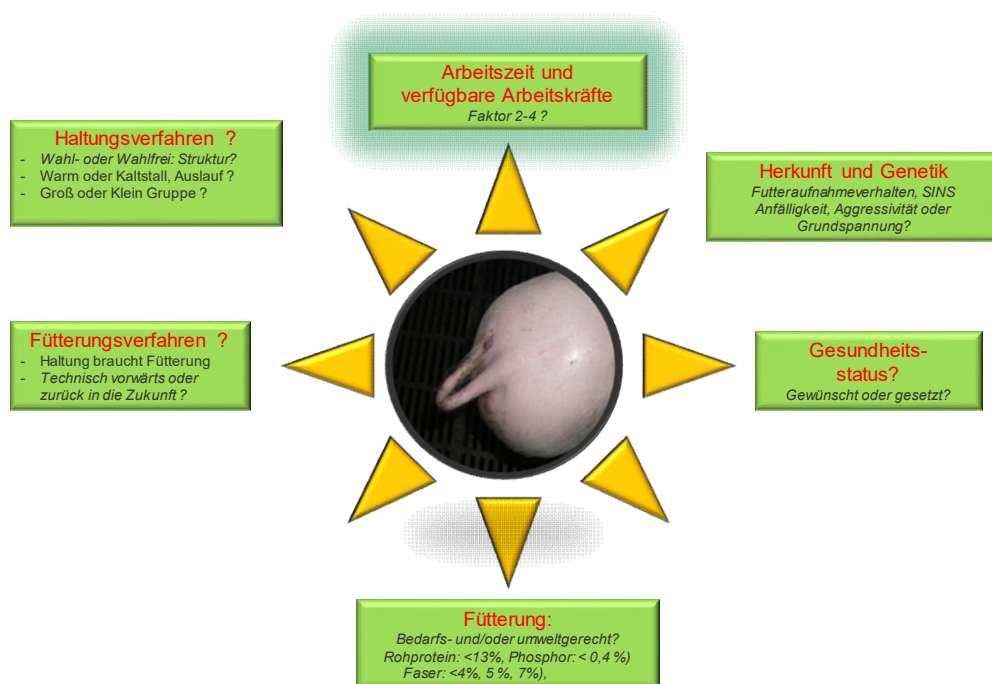 Arbeitszeit und
verfügbare Arbeitskräfte
Faktor 2-4 ?
Haltungsverfahren ?
- Wahl- oder Wahlfrei: Struktur?
- Warm oder Kaltstall, Auslauf ?
- Groß oder Klein Gruppe ?
Herkunft und Genetik
Futteraufnahmeverhalten, SINS
Anfälligkeit, Aggressivität oder
Grundspannung?
Fütterungsverfahren ?
- Haltung braucht Fütterung
- Technisch vorwärts oder
zurück in die Zukunft ?
Gesundheits-
status?
Gewünscht oder gesetzt?
Fütterung:
Bedarfs- und/oder umweltgerecht?
Rohprotein: <13%, Phosphor: < 0,4 %)
Faser: <4%, 5 %, 7%),